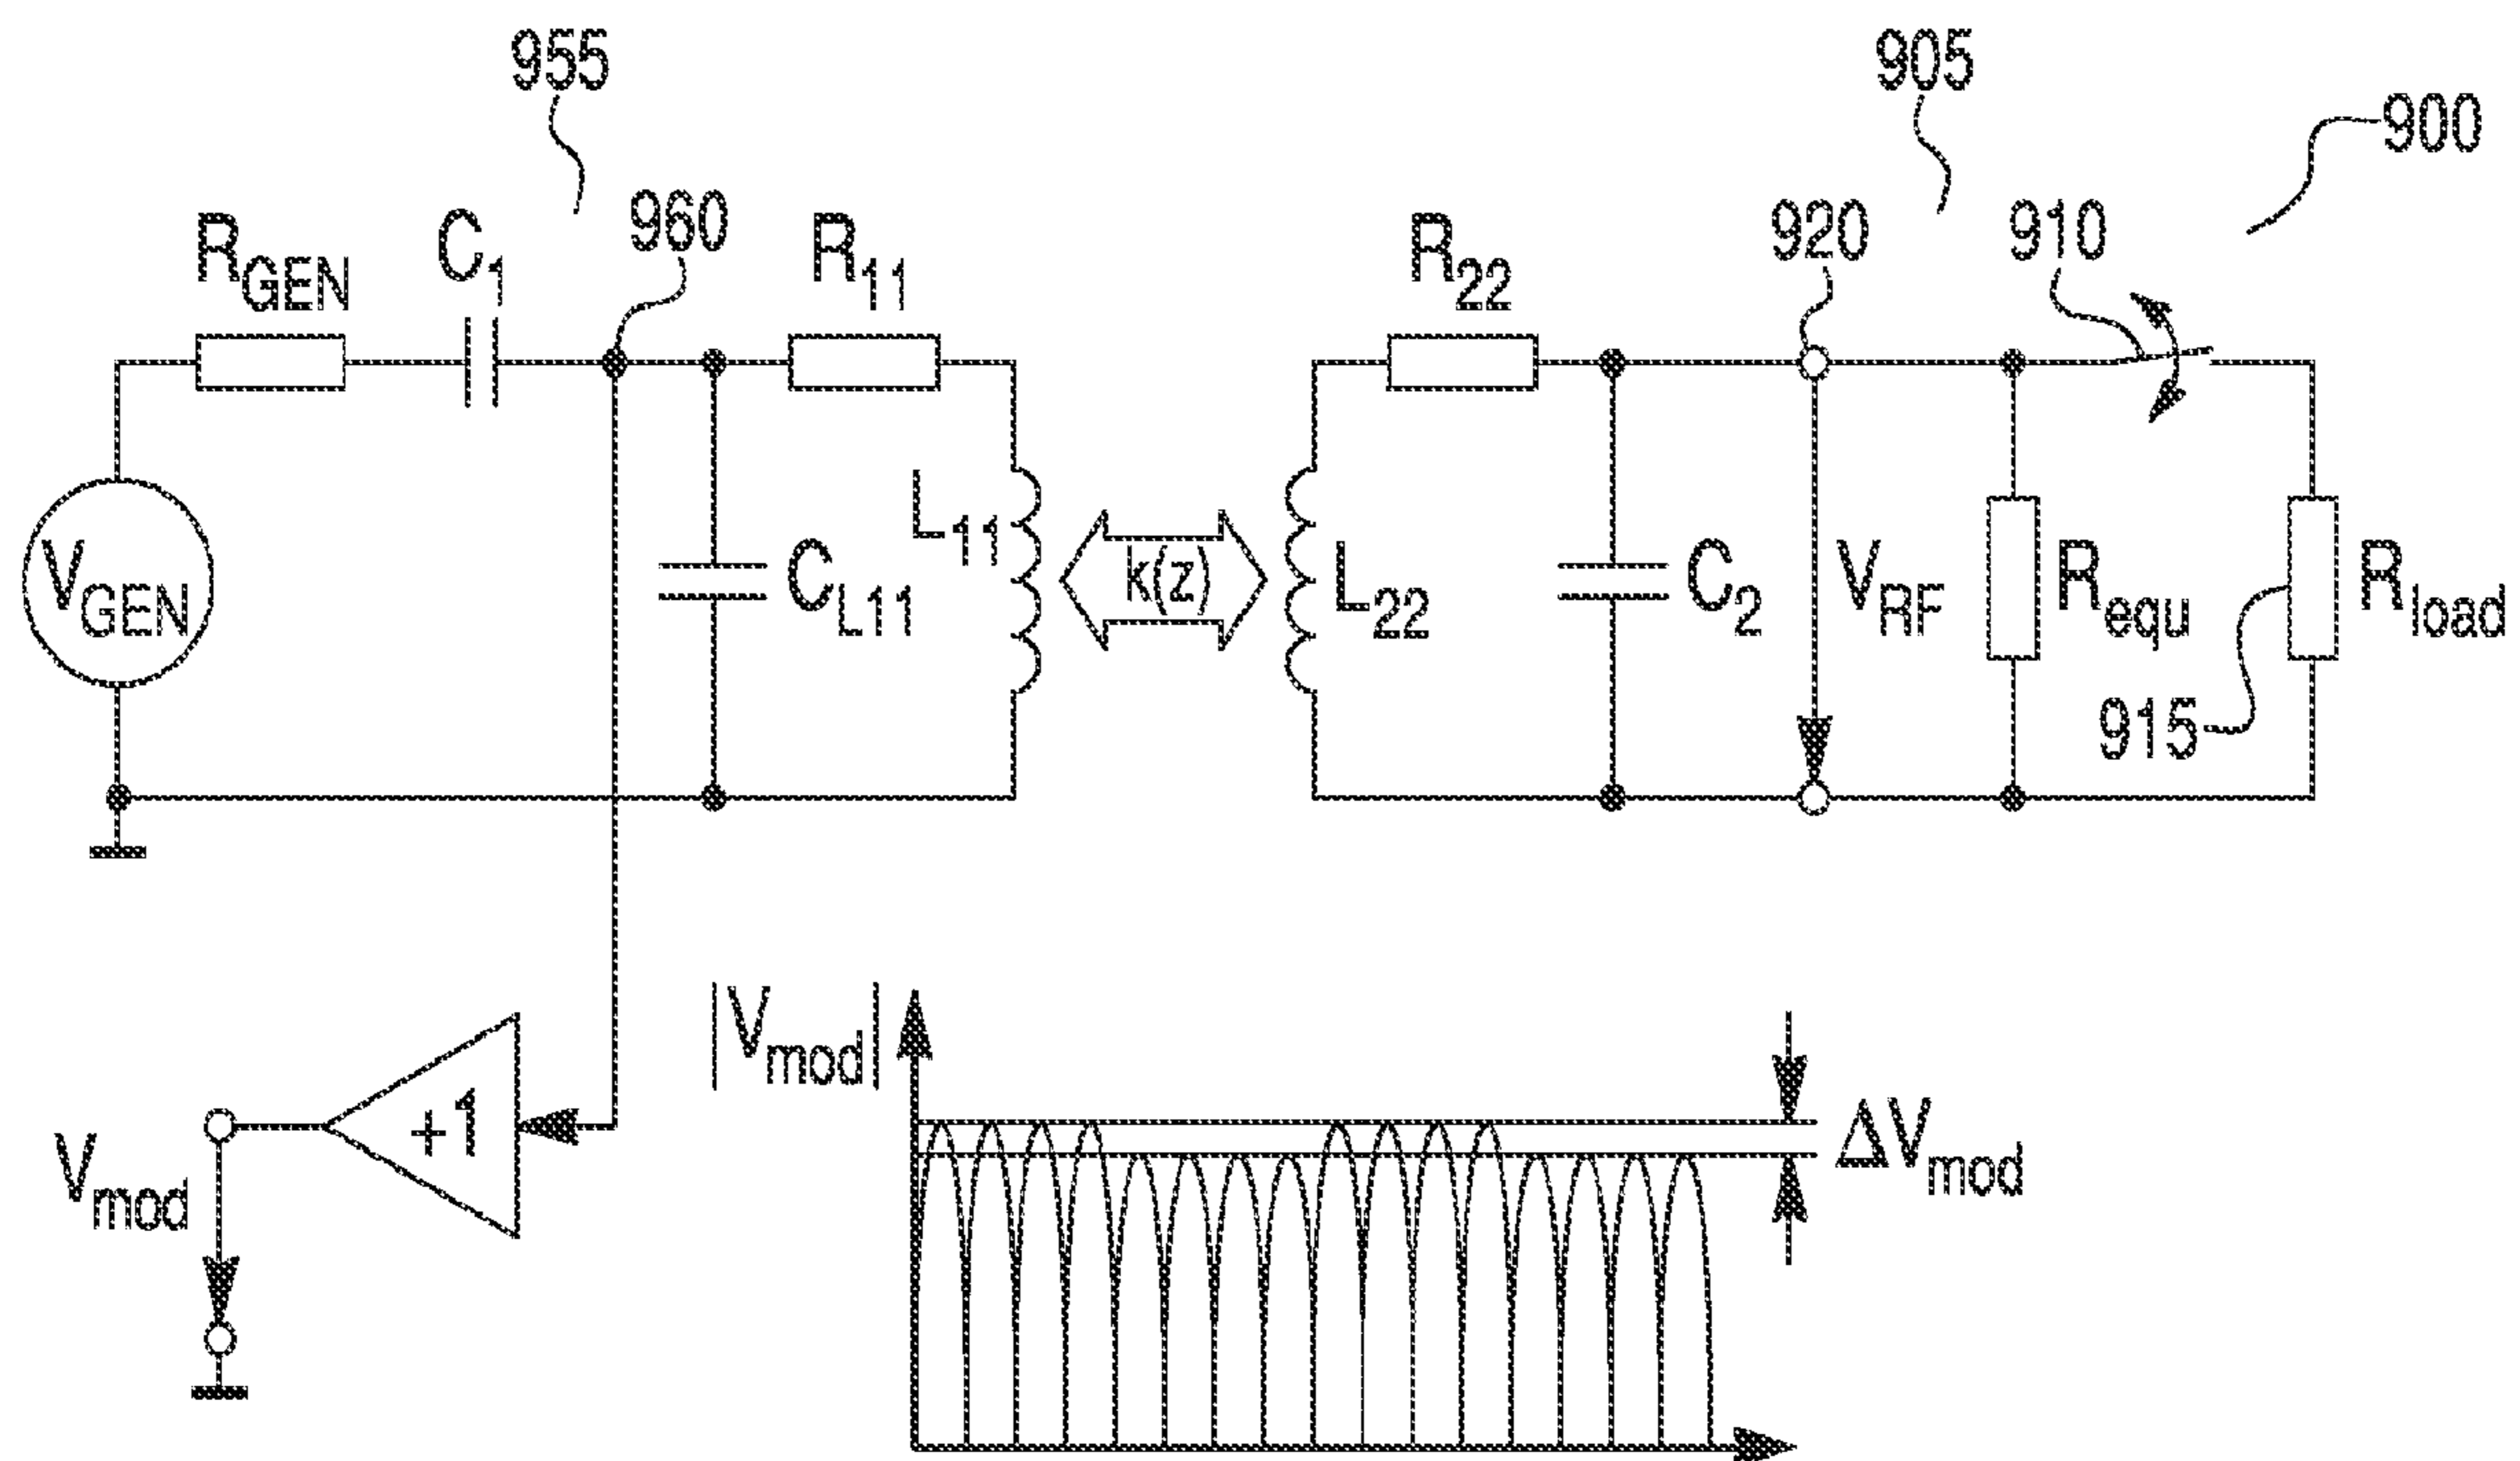 955
905
900
960
920
910
R_GEN
C_1
R_11
R_22
V_GEN
C_L11
L_11
k(z)
L_22
C_2
V_RF
R_equ
R_load
915
|V_mod|
+1
V_mod
ΔV_mod